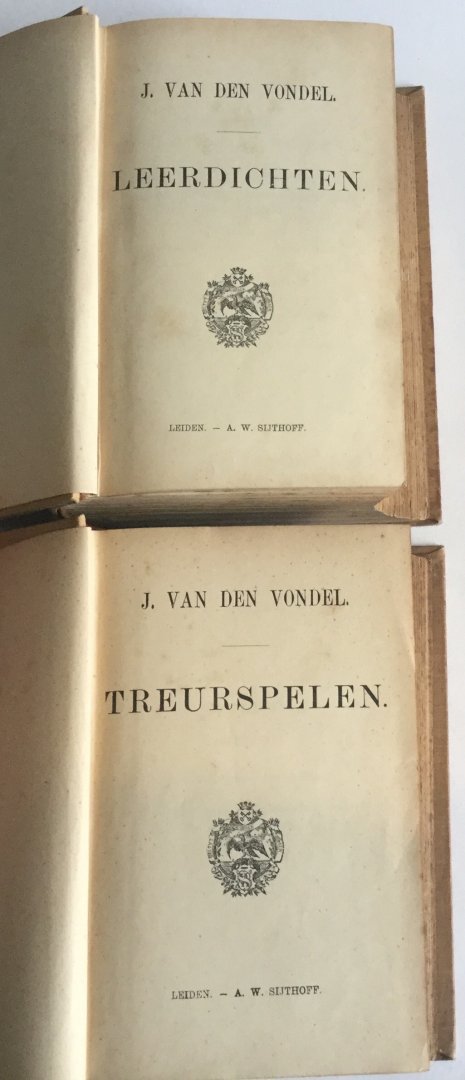 J. VAN DEN VONDEL.
LEERDICHTEN.
LEIDEN. – A. W. SIJTHOFF.
J. VAN DEN VONDEL.
TREURSPELEN.
LEIDEN. – A. W. SIJTHOFF.